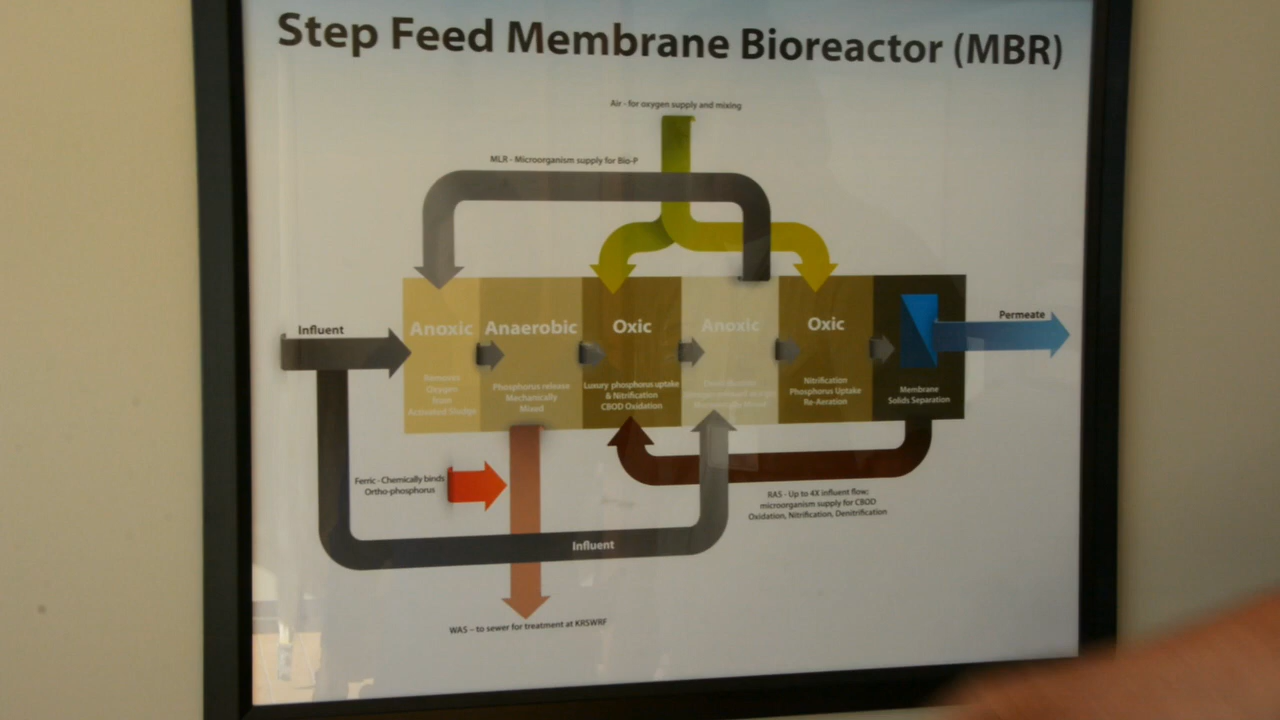 Step Feed Membrane Bioreactor (MBR)
Air - for oxygen supply and mixing
MLR - Microorganism supply for Bio-P
Influent
Anoxic
Removes
Oxygen
from
Activated Sludge
Anaerobic
Phosphorus release
Mechanically
Mixed
Oxic
Luxury phosphorus uptake
& Nitrification
CBOD Oxidation
Anoxic
Oxic
Nitrification
Phosphorus Uptake
Re-Aeration
Membrane
Solids Separation
Permeate
Ferric - Chemically binds
Ortho-phosphorus
RAS - Up to 4X influent flow;
microorganism supply for CBOD
Oxidation, Nitrification, Denitrification
Influent
WAS – to sewer for treatment at KRSWRF